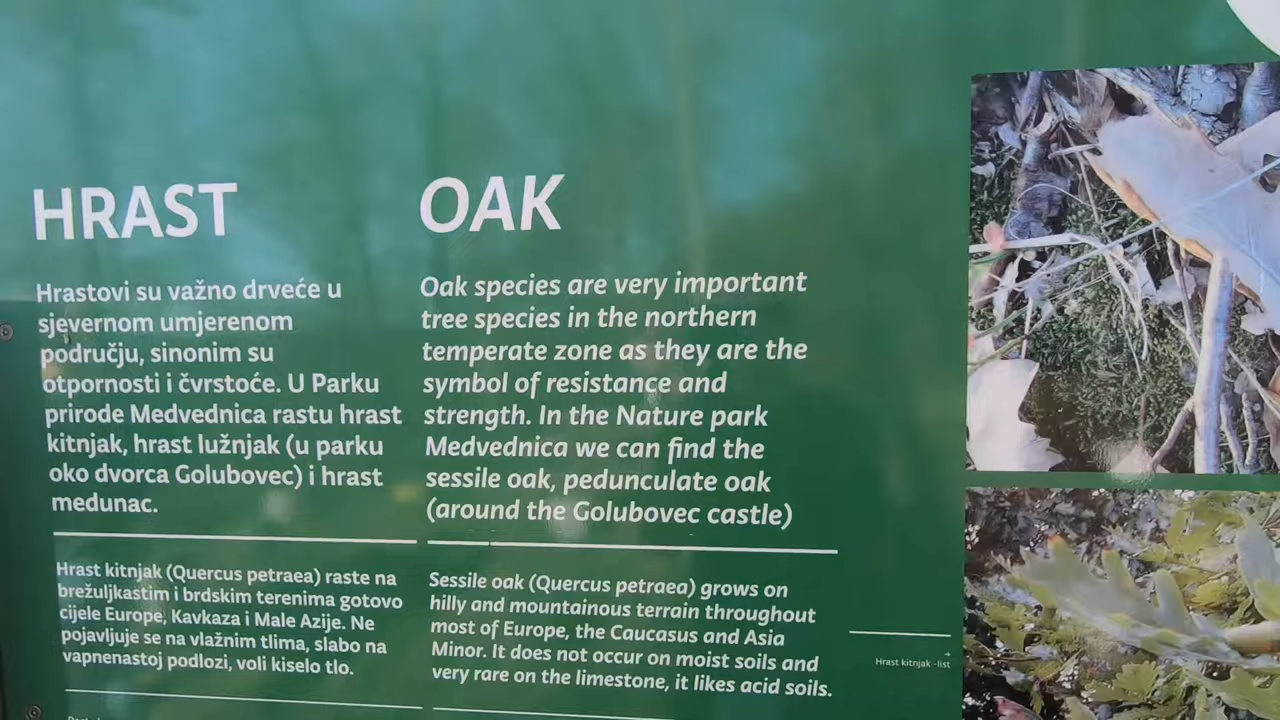 HRAST
Hrastovi su važno drveće u
sjevernom umjerenom
području, sinonim su
otpornosti i čvrstoće. U Parku
prirode Medvednica rastu hrast
kitnjak, hrast lužnjak (u parku
oko dvorca Golubovec) i hrast
medunac.
Hrast kitnjak (Quercus petraea) raste na
brežuljkastim i brdskim terenima gotovo
cijele Europe, Kavkaza i Male Azije. Ne
pojavljuje se na vlažnim tlima, slabo na
vapnenastoj podlozi, voli kiselo tlo.
OAK
Oak species are very important
tree species in the northern
temperate zone as they are the
symbol of resistance and
strength. In the Nature park
Medvednica we can find the
sessile oak, pedunculate oak
(around the Golubovec castle)
Sessile oak (Quercus petraea) grows on
hilly and mountainous terrain throughout
most of Europe, the Caucasus and Asia
Minor. It does not occur on moist soils and
very rare on the limestone, it likes acid soils.
→
Hrast kitnjak -list